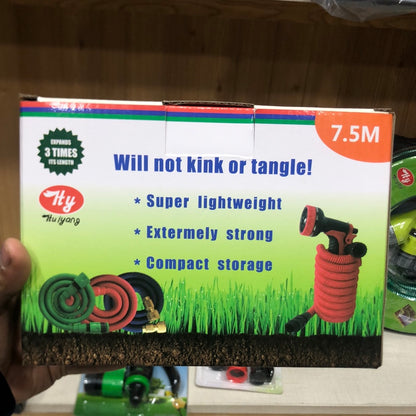 7.5M
EXPANDS
3 TIMES
ITS LENGTH
Will not kink or tangle!
Hy
Huiyang
* Super lightweight
* Extermely strong
* Compact storage